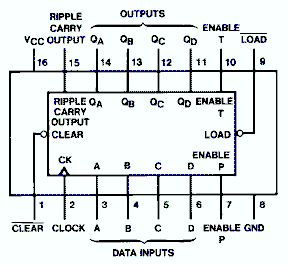 RIPPLE OUTPUTS
CARRY ENABLE
VCC OUTPUT QA QB QC QD T LOAD
16 15 14 13 12 11 10 9
RIPPLE QA QB QC QD ENABLE
CARRY T
OUTPUT
CLEAR LOAD
ENABLE
CK A B C D P
1 2 3 4 5 6 7 8
CLEAR CLOCK A B C D ENABLE GND
P
DATA INPUTS